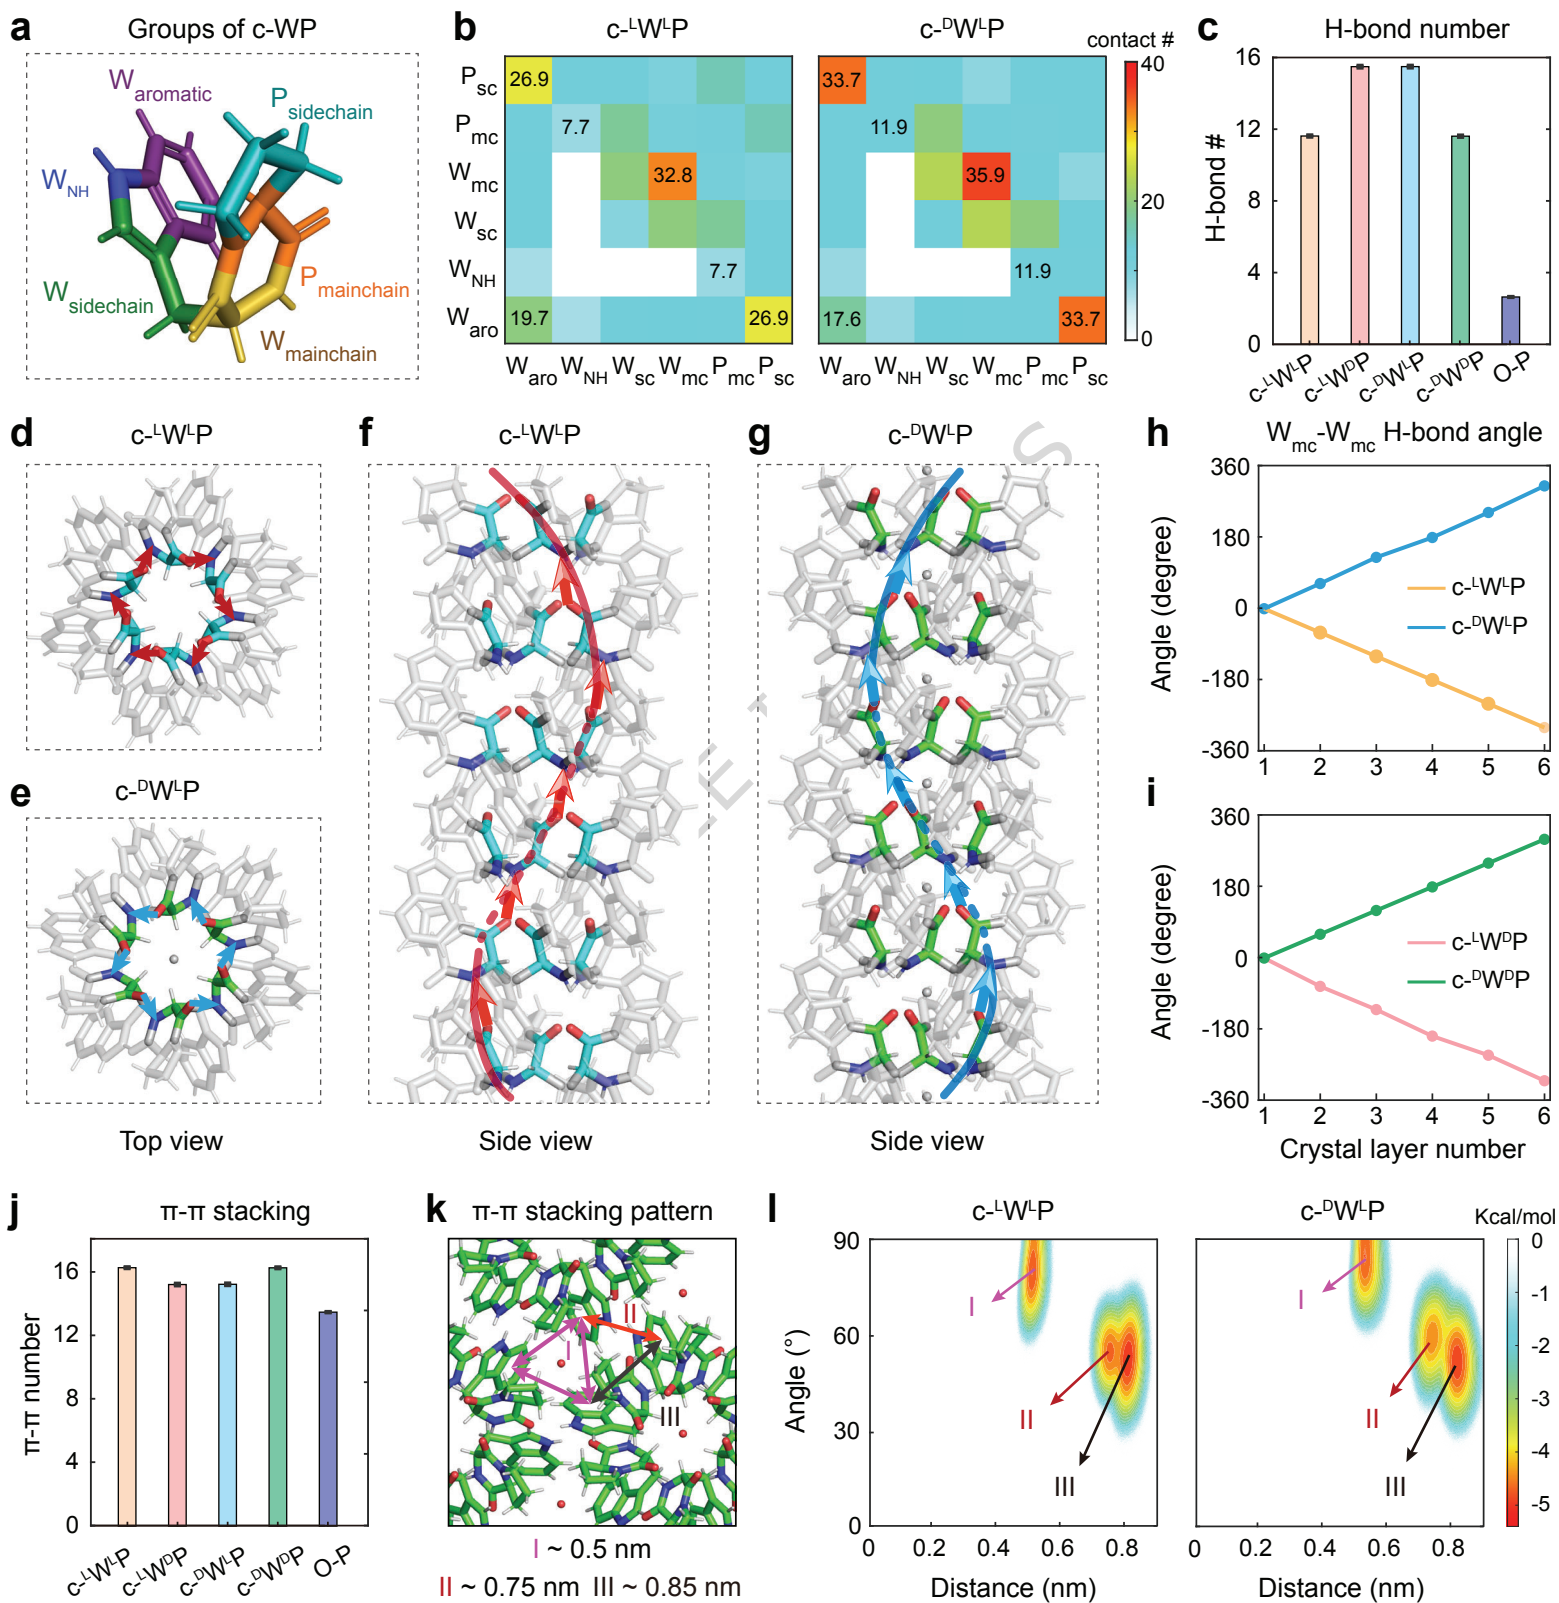 a Groups of c-WP
W aromatic
P sidechain
W NH
W sidechain
P mainchain
W mainchain
b c-LWLP c-DWLP
contact #
40
20
0
P sc
P mc
W mc
W sc
W NH
W aro
26.9
7.7
32.8
7.7
19.7 26.9
W aro W NH W sc W mc P mc P sc
33.7
11.9
35.9
11.9
17.6 33.7
W aro W NH W sc W mc P mc P sc
c H-bond number
H-bond #
16
12
8
4
0
c-LWLP c-LWDP c-DWLP c-DWDP O-P
d c-LWLP
e c-DWLP
Top view
f c-LWLP
Side view
g c-DWLP
Side view
h W mc-W mc H-bond angle
Angle (degree)
360
180
0
-180
-360
c-LWLP
c-DWLP
1 2 3 4 5 6
i
Angle (degree)
360
180
0
-180
-360
c-LWDP
c-DWDP
1 2 3 4 5 6
Crystal layer number
j π-π stacking
π-π number
16
12
8
4
0
c-LWLP c-LWDP c-DWLP c-DWDP O-P
k π-π stacking pattern
I
II
III
I ~ 0.5 nm
II ~ 0.75 nm III ~ 0.85 nm
l c-LWLP c-DWLP
Kcal/mol
Angle (°)
90
60
30
0
I
II
III
0 0.2 0.4 0.6 0.8
Distance (nm)
I
II
III
0 0.2 0.4 0.6 0.8
Distance (nm)
0
-1
-2
-3
-4
-5